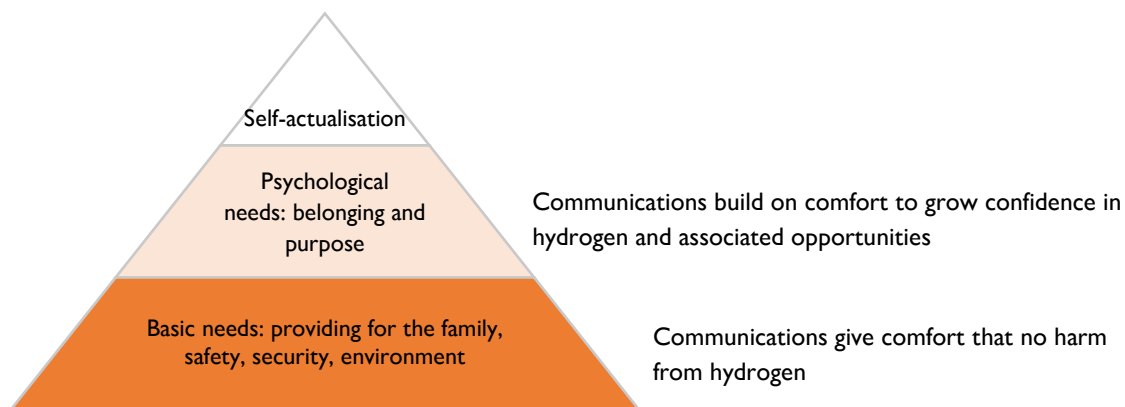 Self-actualisation
Psychological
needs: belonging and
purpose
Communications build on comfort to grow confidence in
hydrogen and associated opportunities
Basic needs: providing for the family,
safety, security, environment
Communications give comfort that no harm
from hydrogen